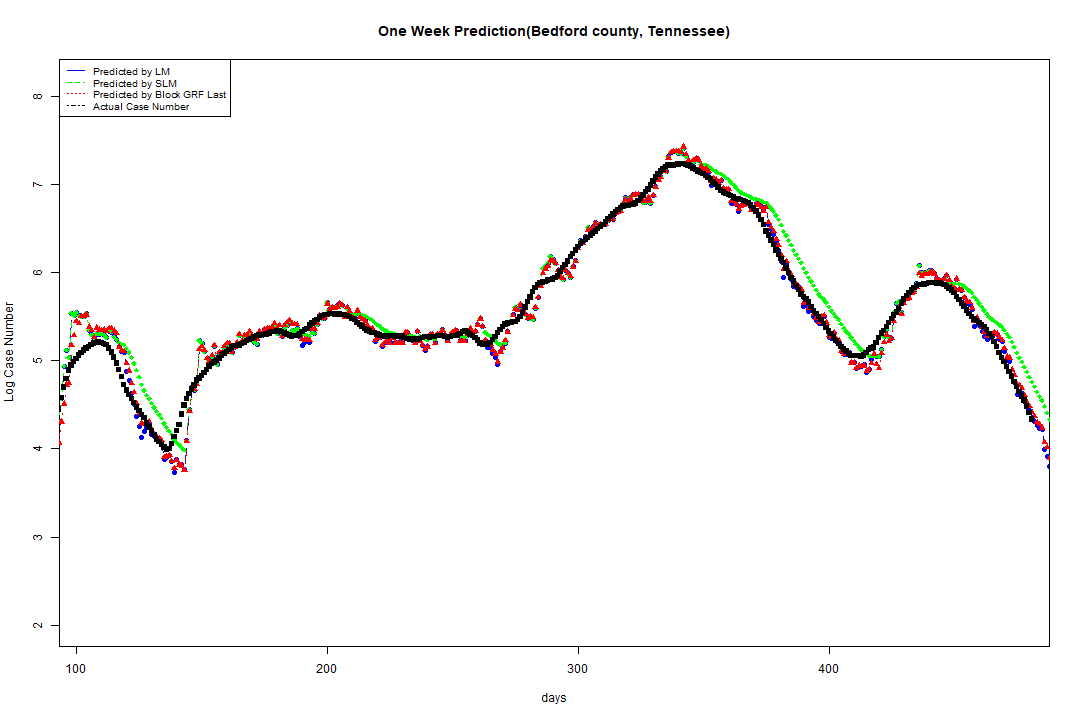 One Week Prediction(Bedford county, Tennessee)
Predicted by LM
Predicted by SLM
Predicted by Block GRF Last
Actual Case Number
8
7
6
5
4
3
2
Log Case Number
100 200 300 400
days